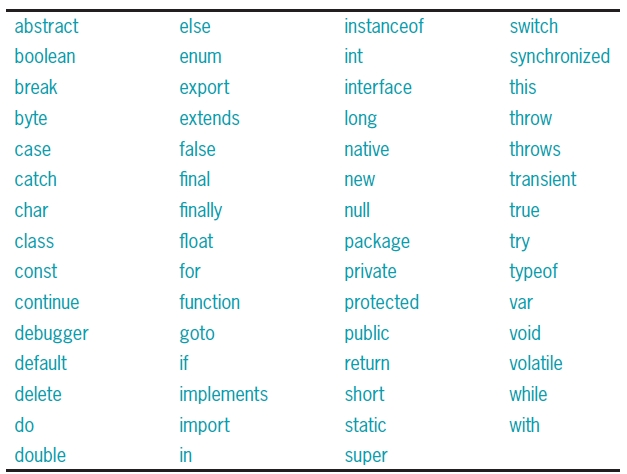 abstract else instanceof switch
boolean enum int synchronized
break export interface this
byte extends long throw
case false native throws
catch final new transient
char finally null true
class float package try
const for private typeof
continue function protected var
debugger goto public void
default if return volatile
delete implements short while
do import static with
double in super